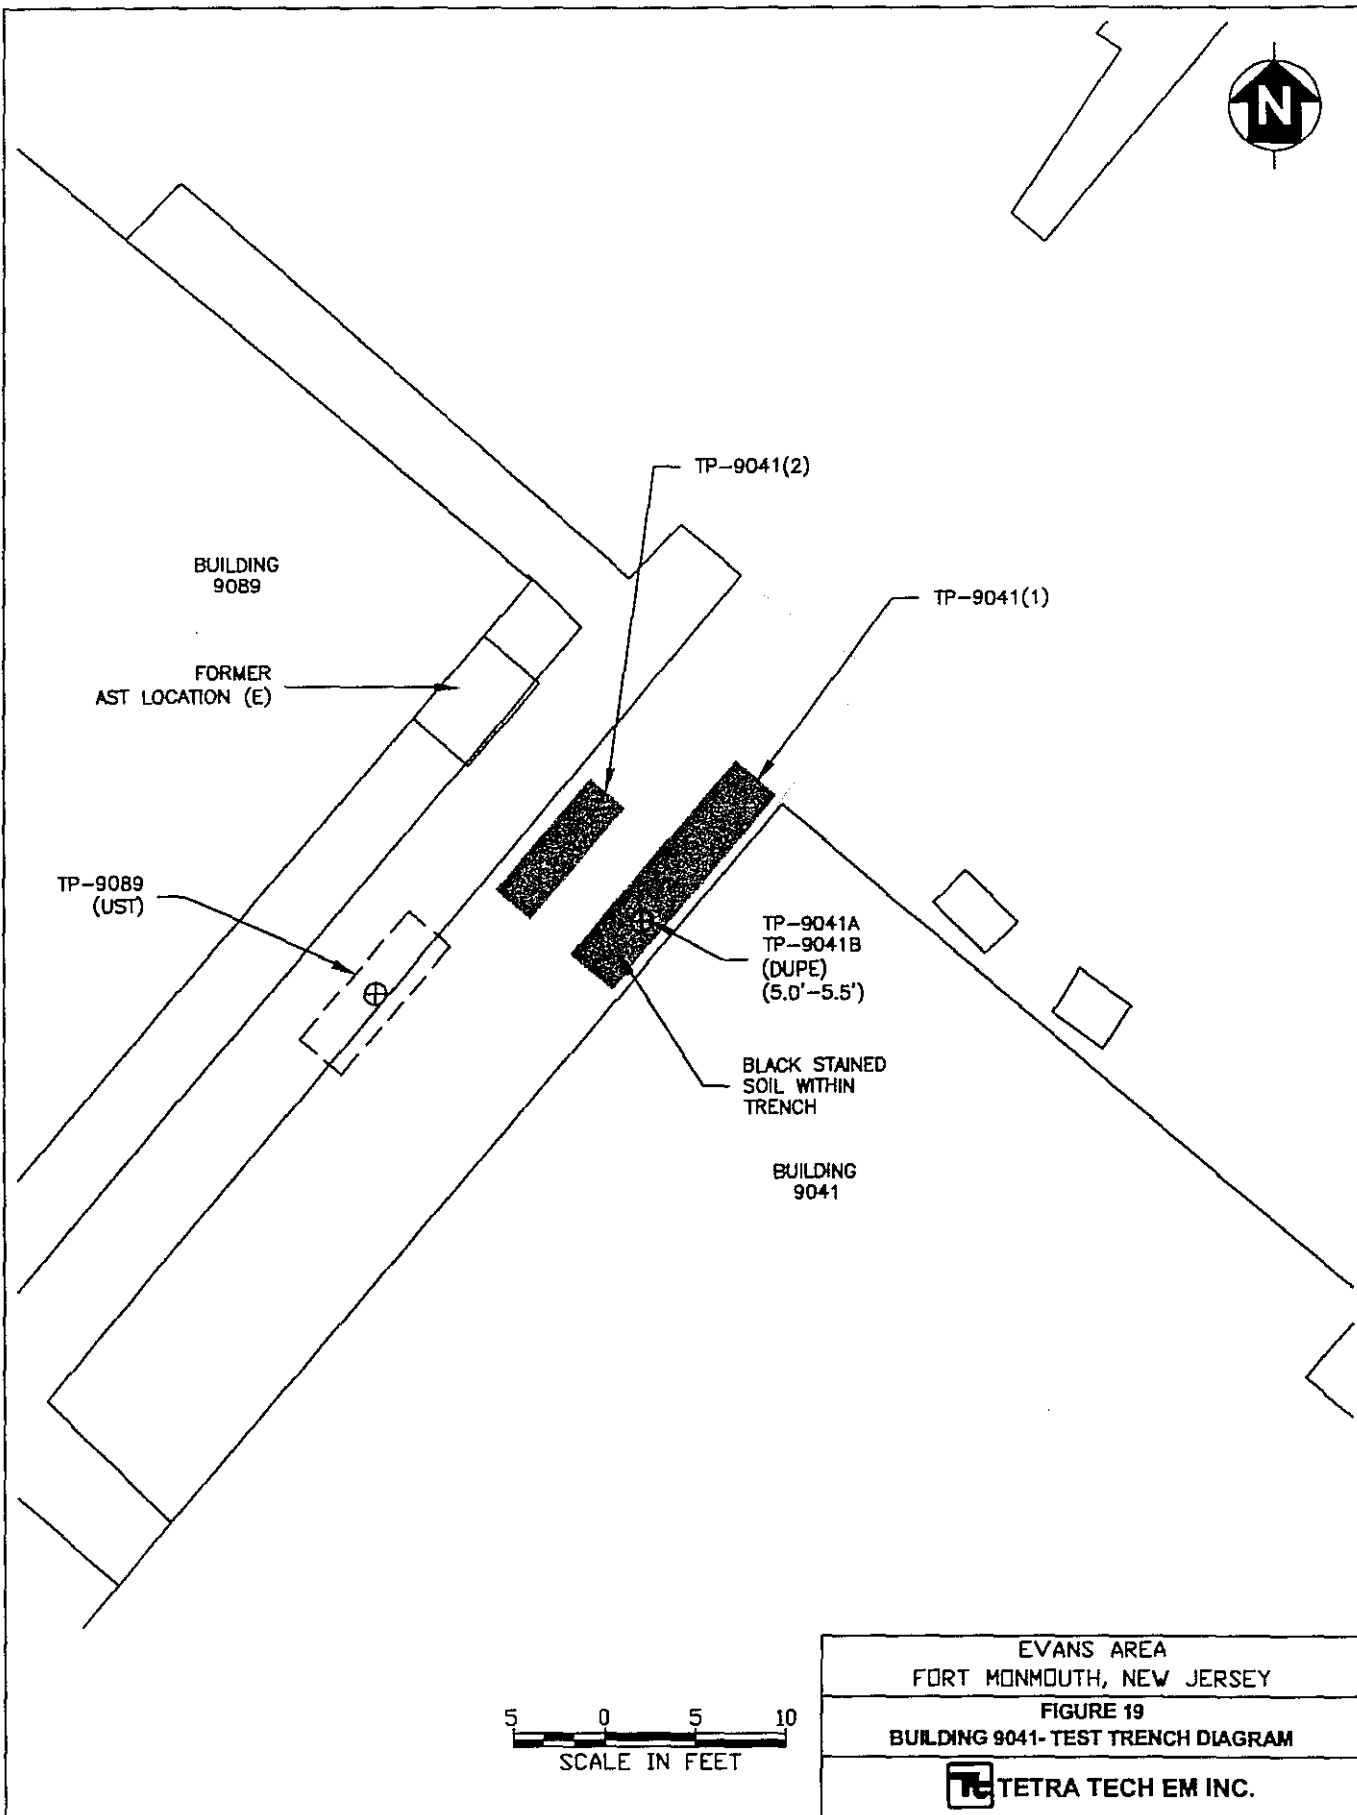 N
TP-9041(2)
BUILDING
9089
TP-9041(1)
FORMER
AST LOCATION (E)
TP-9089
(UST)
TP-9041A
TP-9041B
(DUPE)
(5.0'-5.5')
BLACK STAINED
SOIL WITHIN
TRENCH
BUILDING
9041
5 0 5 10
SCALE IN FEET
EVANS AREA
FORT MONMOUTH, NEW JERSEY
FIGURE 19
BUILDING 9041- TEST TRENCH DIAGRAM
Tt TETRA TECH EM INC.